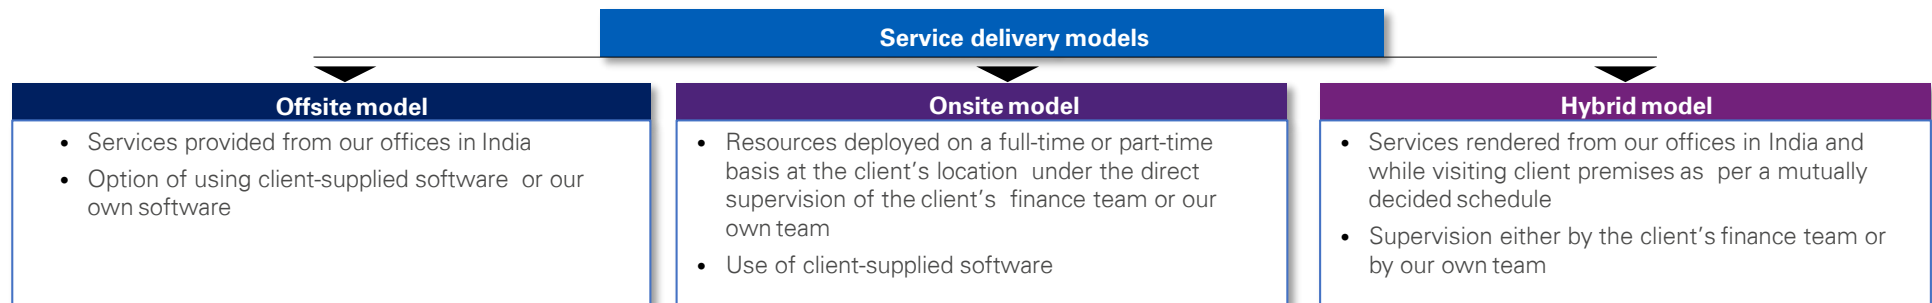 Service delivery models
Offsite model
• Services provided from our offices in India
• Option of using client-supplied software or our
own software
Onsite model
• Resources deployed on a full-time or part-time
basis at the client's location under the direct
supervision of the client's finance team or our
own team
• Use of client-supplied software
Hybrid model
• Services rendered from our offices in India and
while visiting client premises as per a mutually
decided schedule
• Supervision either by the client's finance team or
by our own team